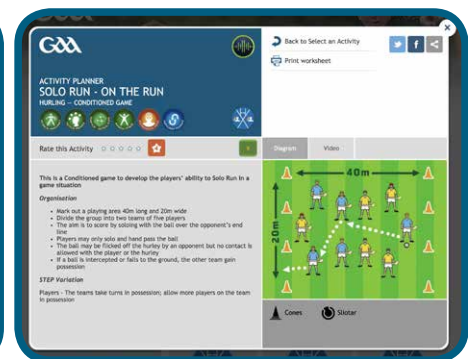 GAA
ACTIVITY PLANNER
SOLO RUN - ON THE RUN
HURLING - CONDITIONED GAME
Back to Select an Activity
Print worksheet
Rate this Activity
Diagram
Video
This is a Conditioned game to develop the players' ability to Solo Run in a
game situation
Organisation
• Mark out a playing area 40m long and 20m wide
• Divide the group into two teams of five players
• The aim is to score by soloing with the ball over the opponent's end
line
• Players may only solo and hand pass the ball
• The ball may be flicked off the hurley by an opponent but no contact is
allowed with the player or the hurley
• If a ball is intercepted or falls to the ground, the other team gain
possession
STEP Variation
Players - The teams take turns in possession; allow more players on the team
in possession
40m
20m
Cones
Sliotar